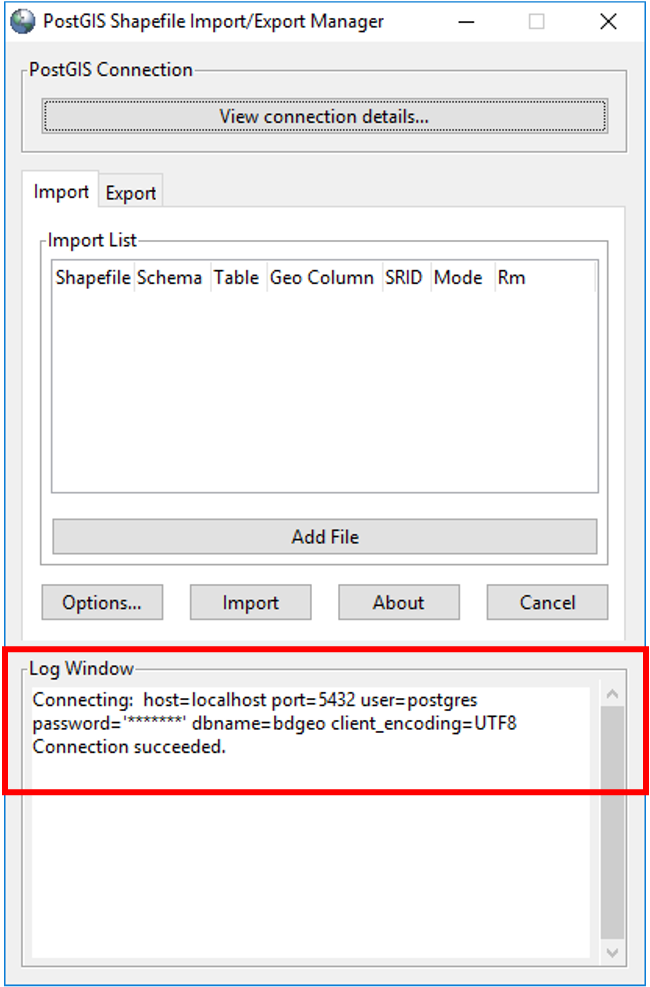 PostGIS Shapefile Import/Export Manager
PostGIS Connection
View connection details...
Import Export
Import List
Shapefile Schema Table Geo Column SRID Mode Rm
Add File
Options... Import About Cancel
Log Window
Connecting:  host=localhost port=5432 user=postgres
password='*******' dbname=bdgeo client_encoding=UTF8
Connection succeeded.